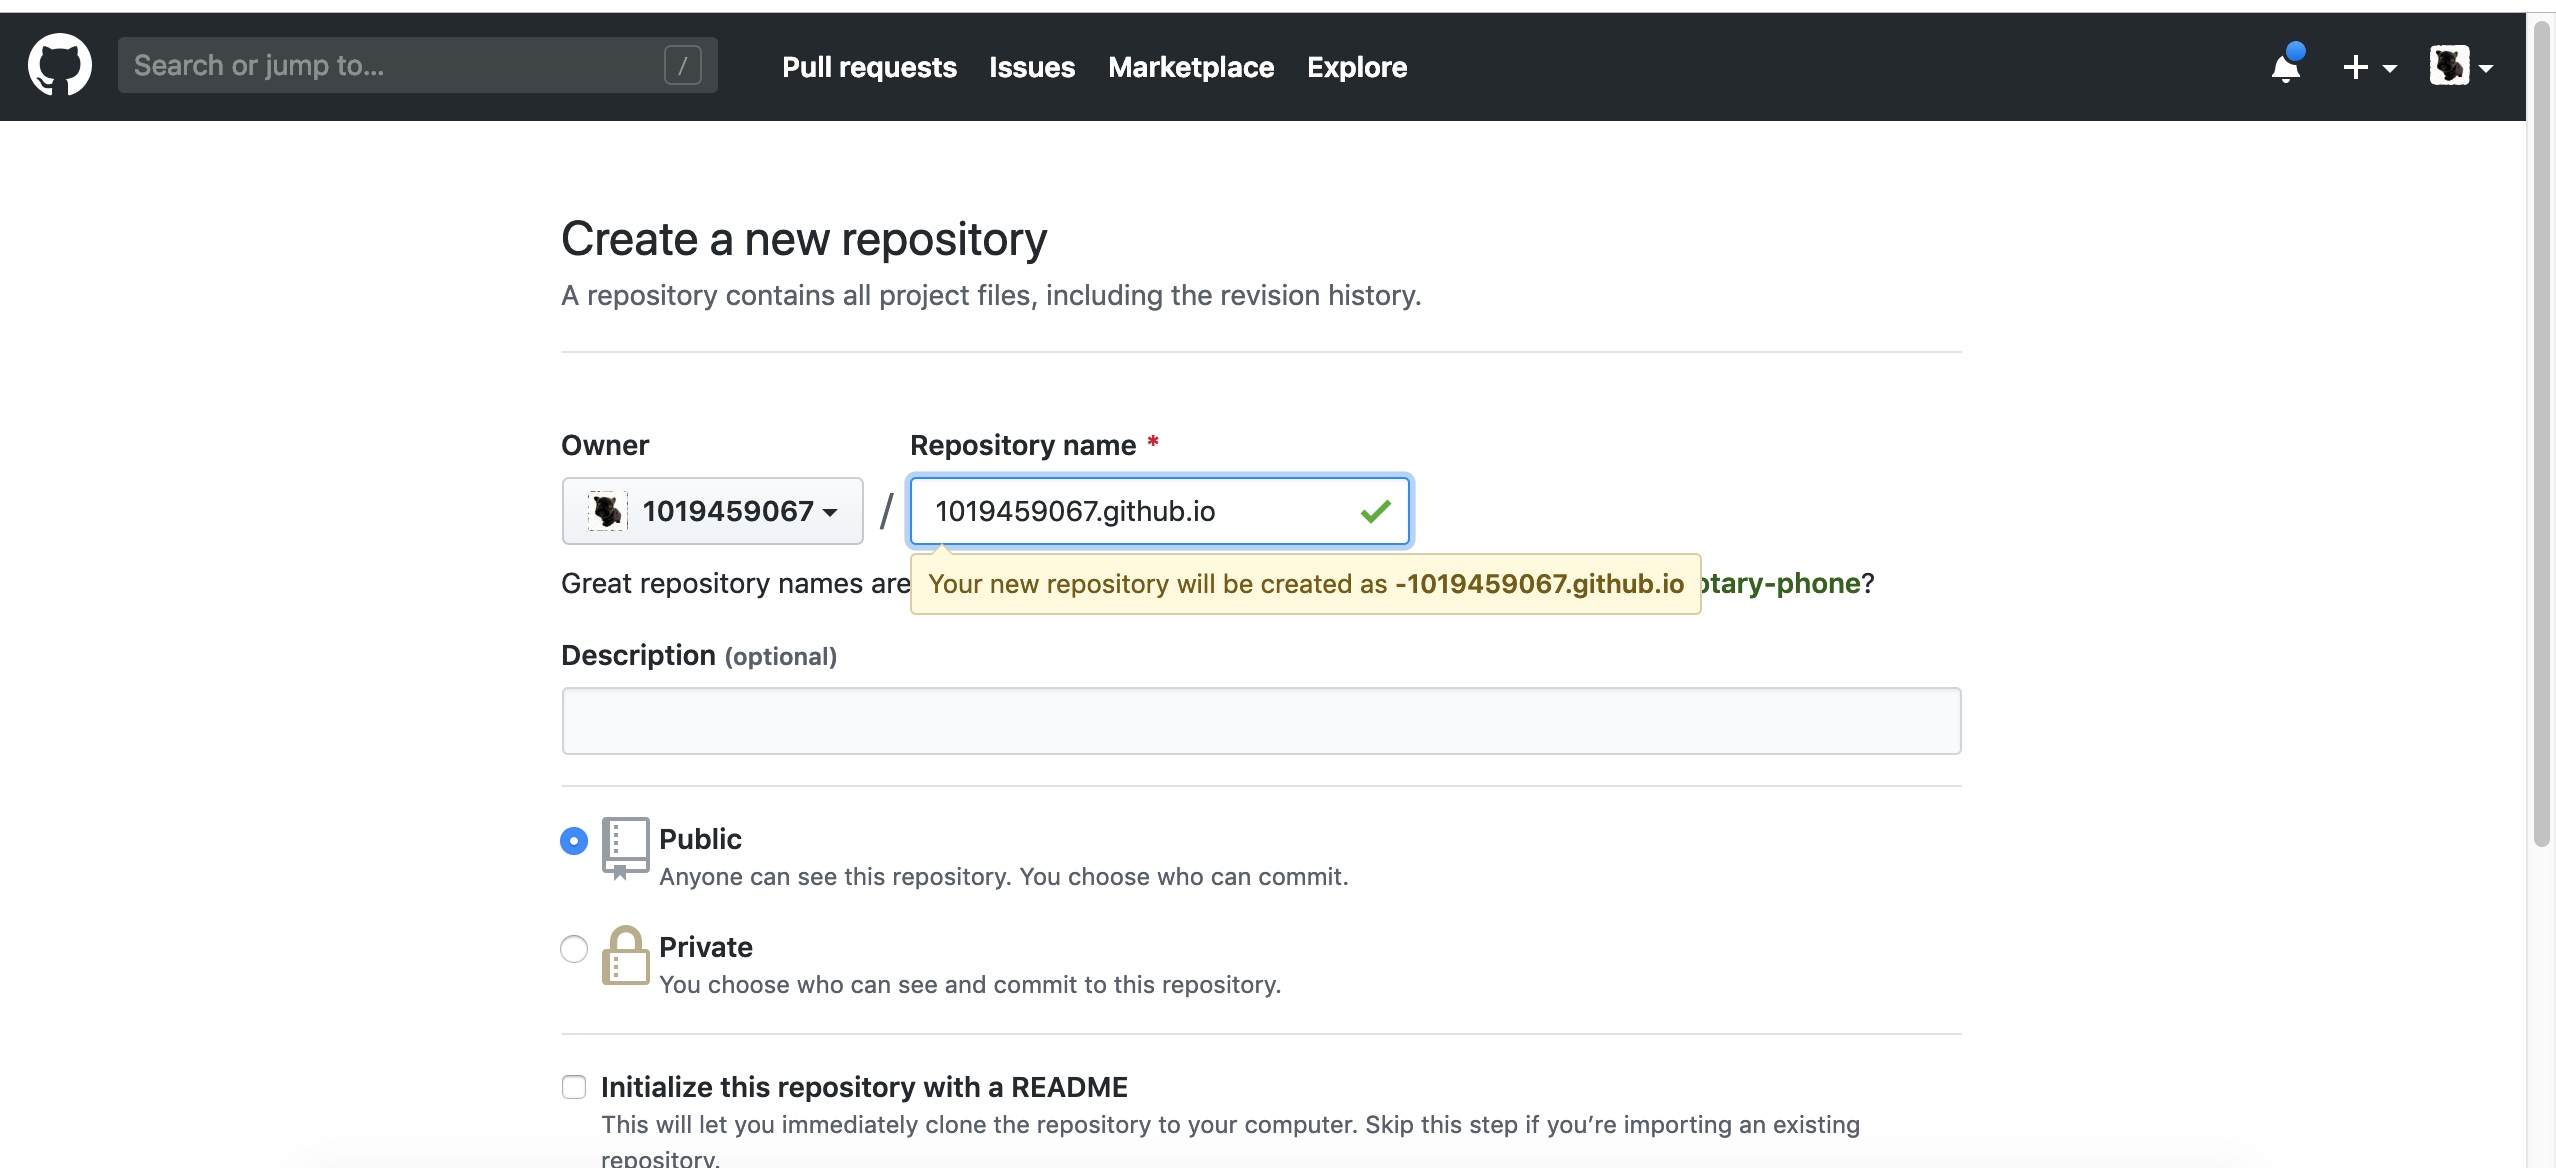 Search or jump to...
/
Pull requests
Issues
Marketplace
Explore
Create a new repository
A repository contains all project files, including the revision history.
Owner
Repository name *
1019459067
/
1019459067.github.io
Great repository names are
Your new repository will be created as -1019459067.github.io
otary-phone?
Description (optional)
Public
Anyone can see this repository. You choose who can commit.
Private
You choose who can see and commit to this repository.
Initialize this repository with a README
This will let you immediately clone the repository to your computer. Skip this step if you’re importing an existing
repository.